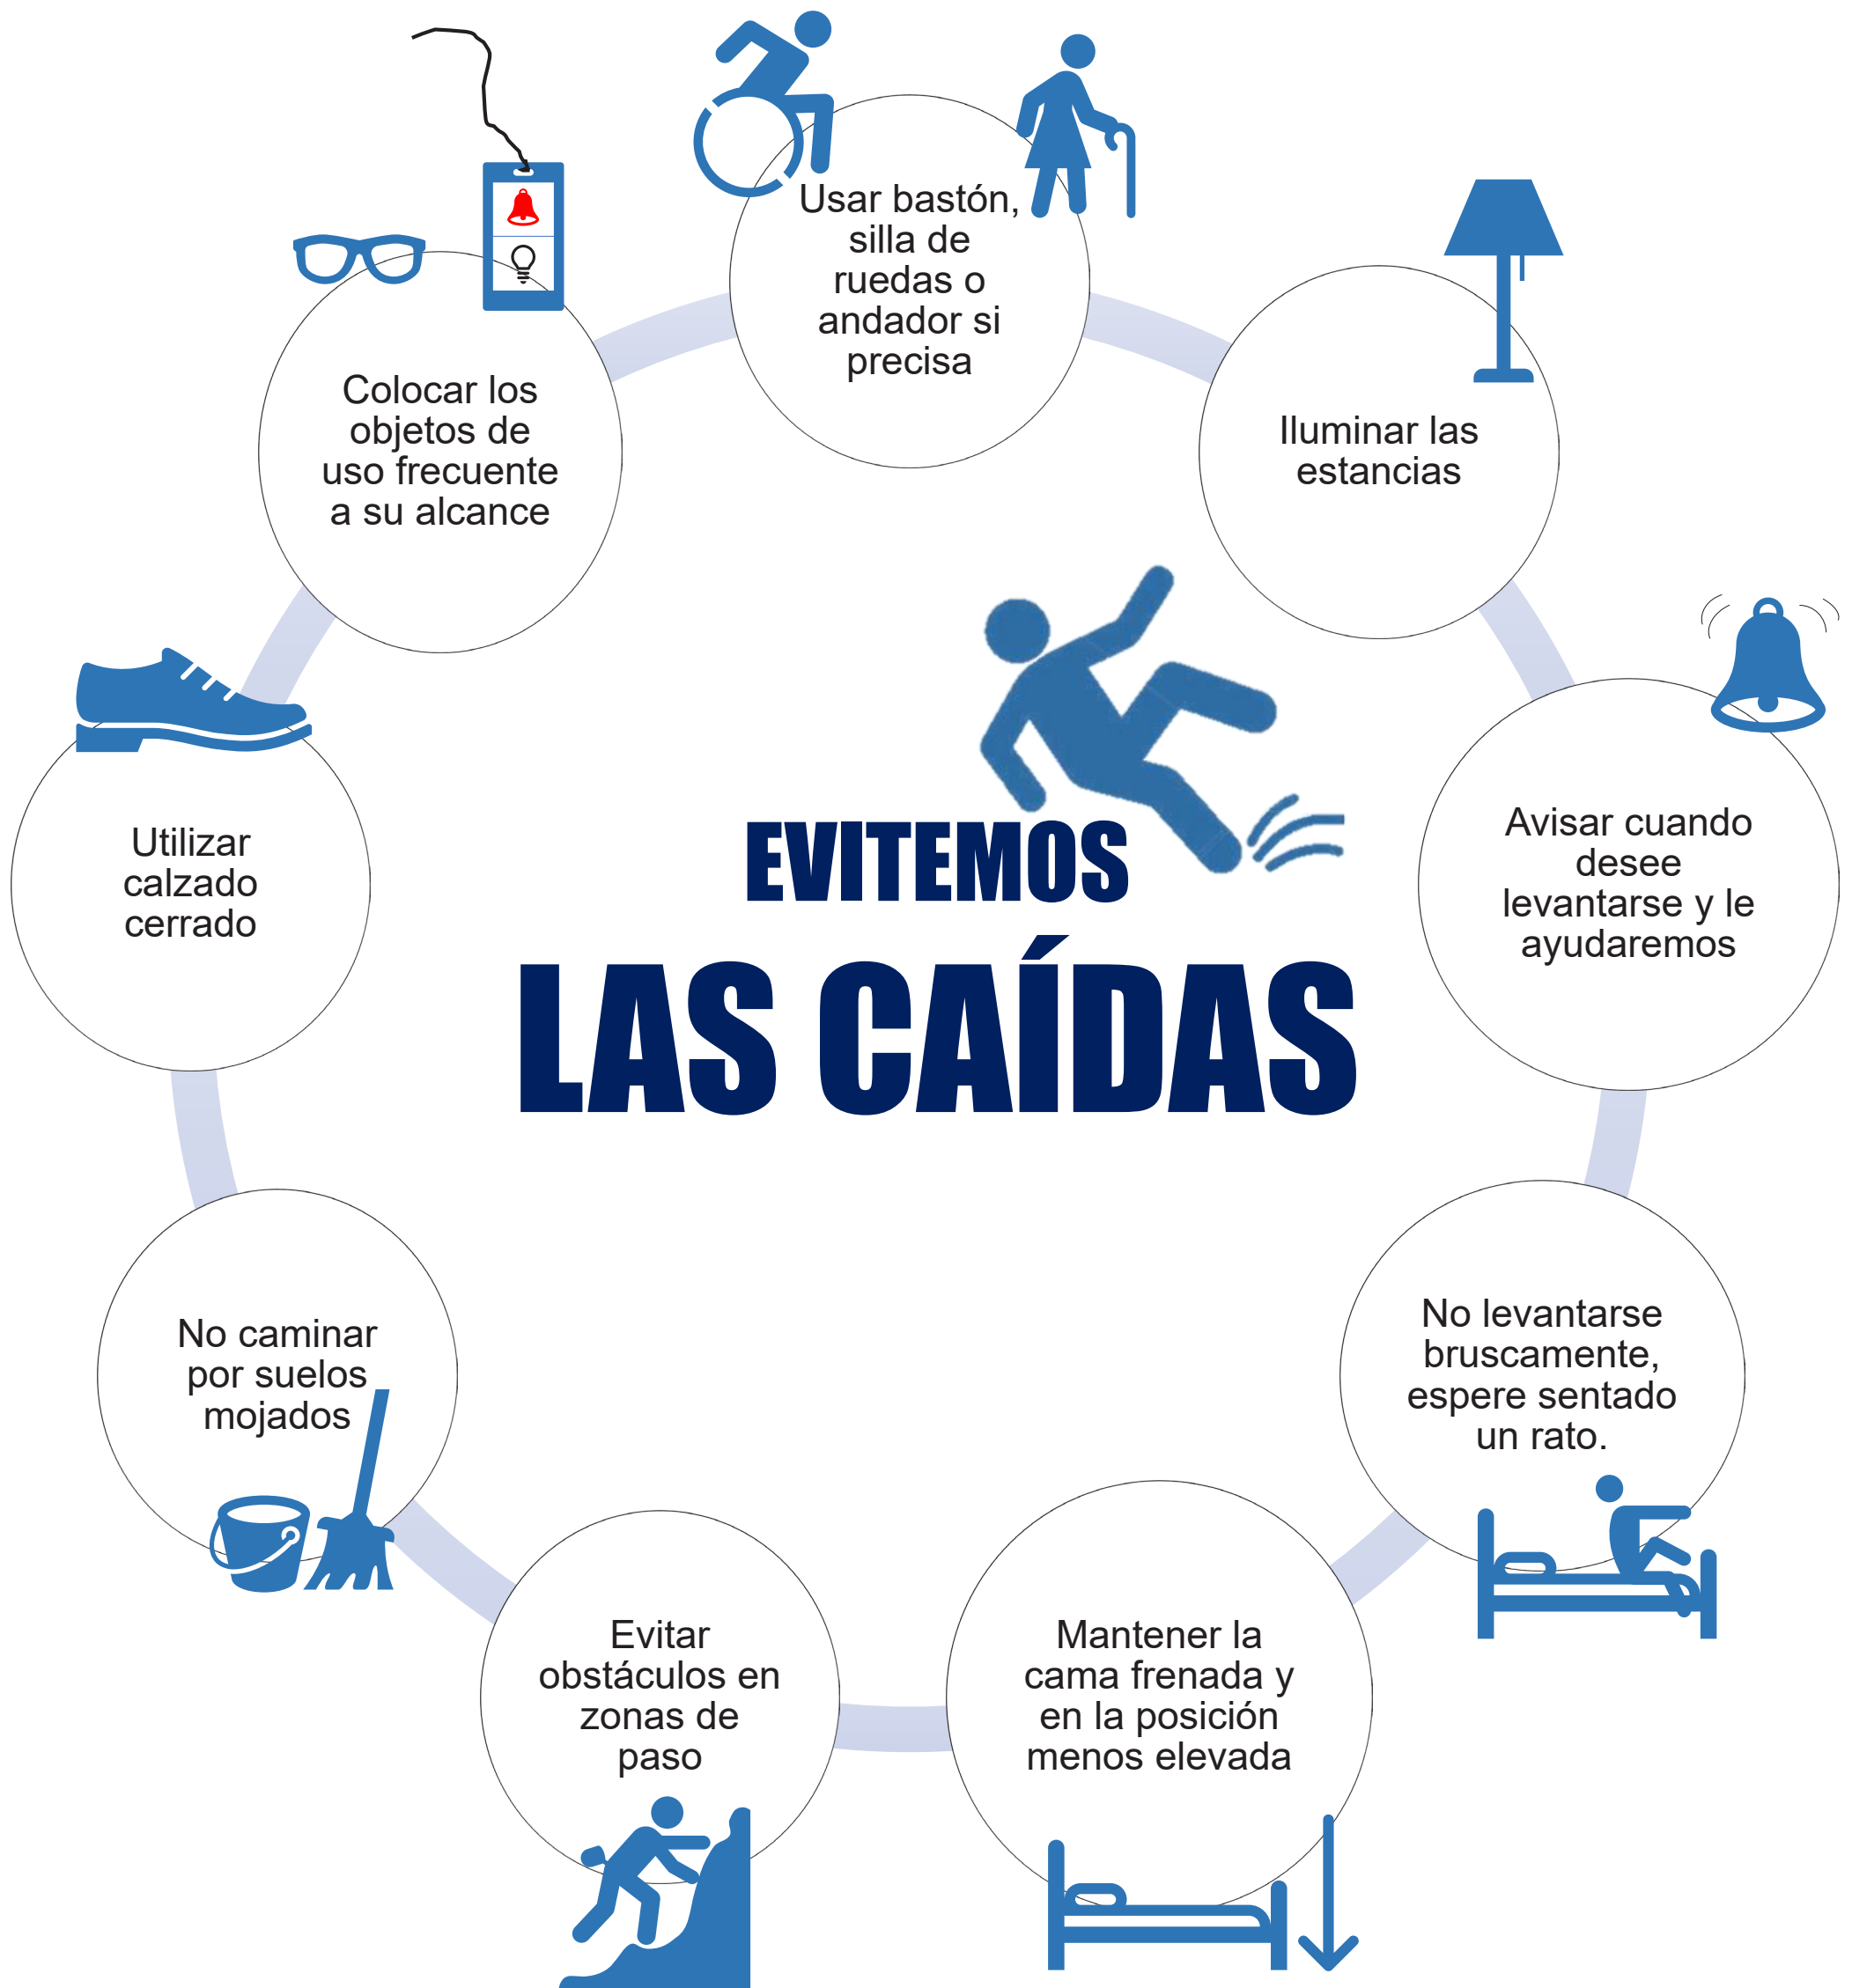 Usar bastón,
silla de
ruedas o
andador si
precisa
Iluminar las
estancias
Avisar cuando
desee
levantarse y le
ayudaremos
No levantarse
bruscamente,
espere sentado
un rato.
Mantener la
cama frenada y
en la posición
menos elevada
Evitar
obstáculos en
zonas de
paso
No caminar
por suelos
mojados
Utilizar
calzado
cerrado
Colocar los
objetos de
uso frecuente
a su alcance
EVITEMOS
LAS CAÍDAS